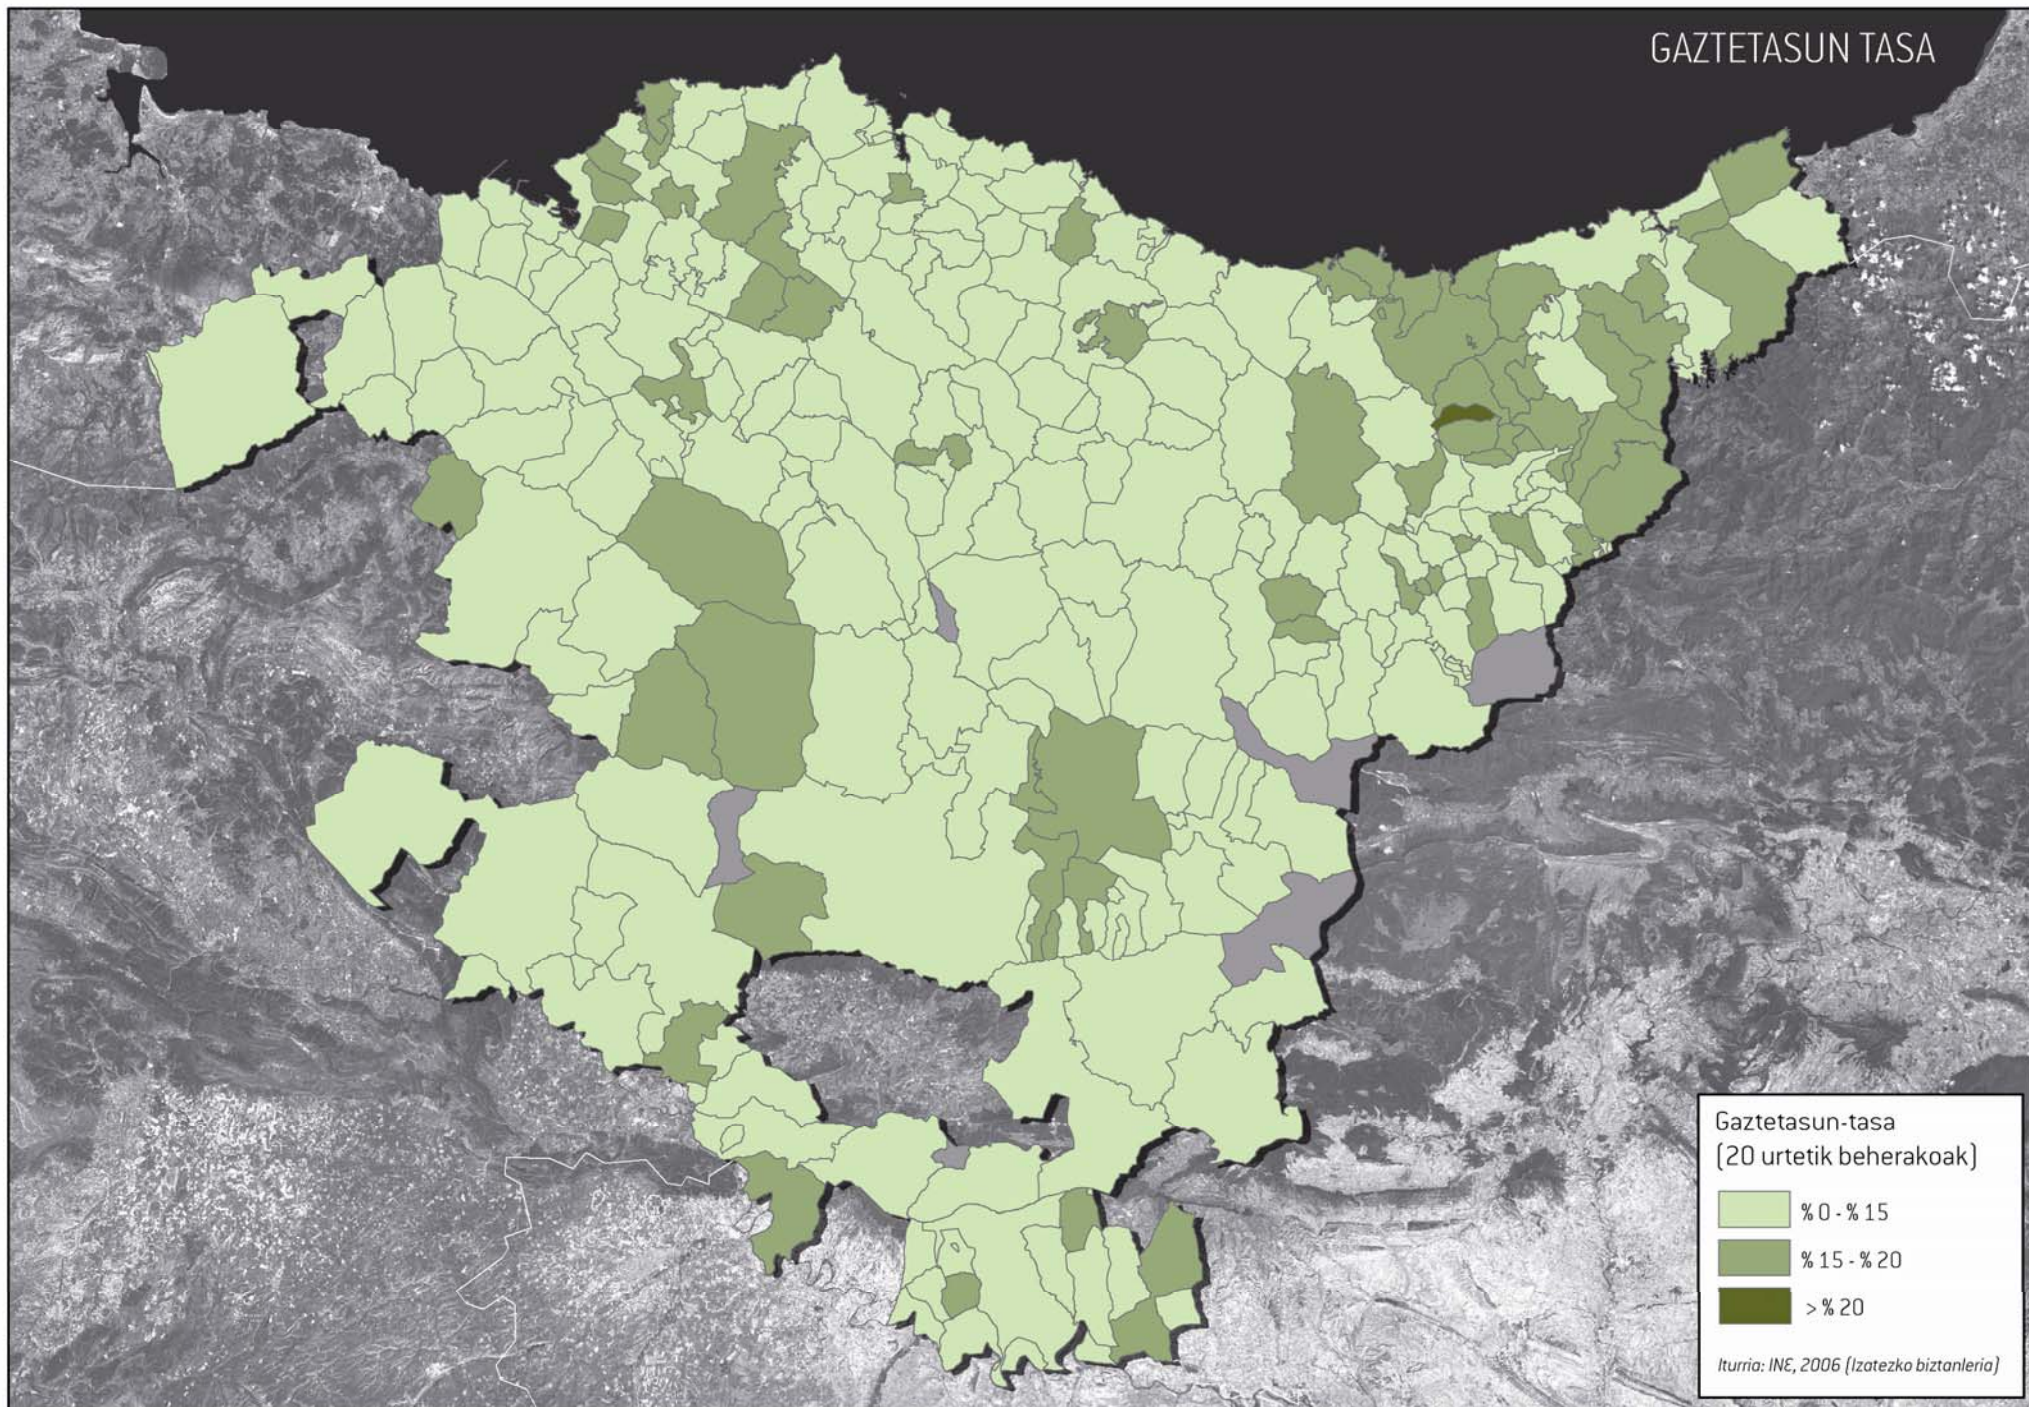 GAZTETASUN TASA
Gaztetasun-tasa
(20 urtetik beherakoak)
% 0 - % 15
% 15 - % 20
> % 20
Iturria: INE, 2006 (Izatezko biztanleria)